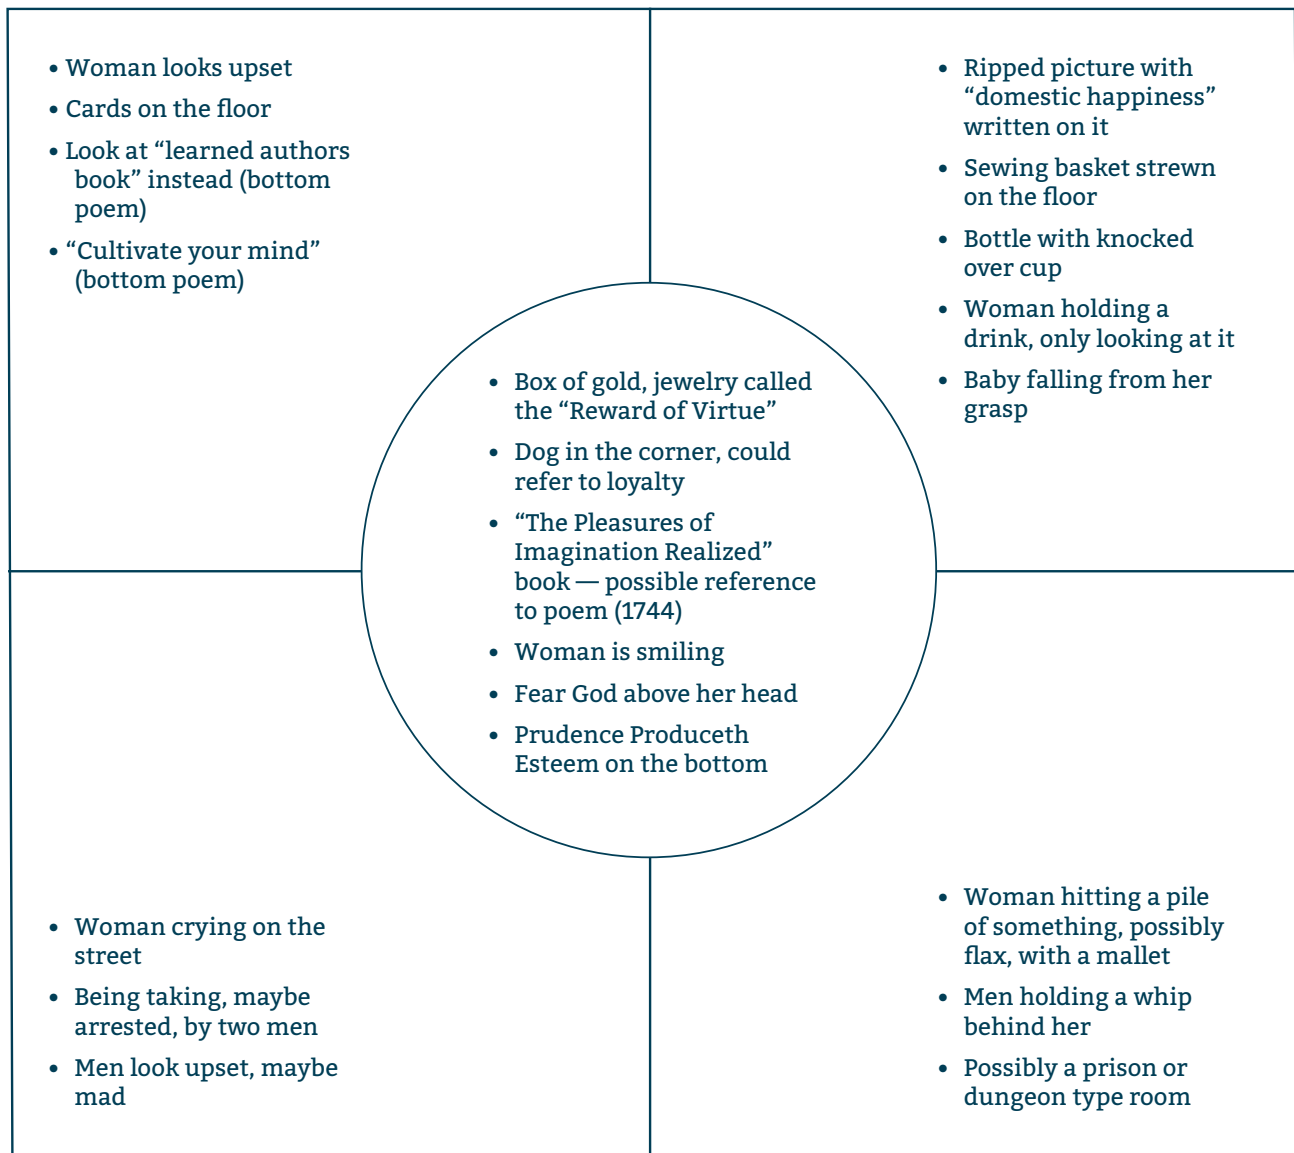 • Woman looks upset
• Cards on the floor
• Look at “learned authors
book” instead (bottom
poem)
• “Cultivate your mind”
(bottom poem)
• Ripped picture with
“domestic happiness”
written on it
• Sewing basket strewn
on the floor
• Bottle with knocked
over cup
• Woman holding a
drink, only looking at it
• Baby falling from her
grasp
• Box of gold, jewelry called
the “Reward of Virtue”
• Dog in the corner, could
refer to loyalty
• “The Pleasures of
Imagination Realized”
book — possible reference
to poem (1744)
• Woman is smiling
• Fear God above her head
• Prudence Produceth
Esteem on the bottom
• Woman crying on the
street
• Being taking, maybe
arrested, by two men
• Men look upset, maybe
mad
• Woman hitting a pile
of something, possibly
flax, with a mallet
• Men holding a whip
behind her
• Possibly a prison or
dungeon type room